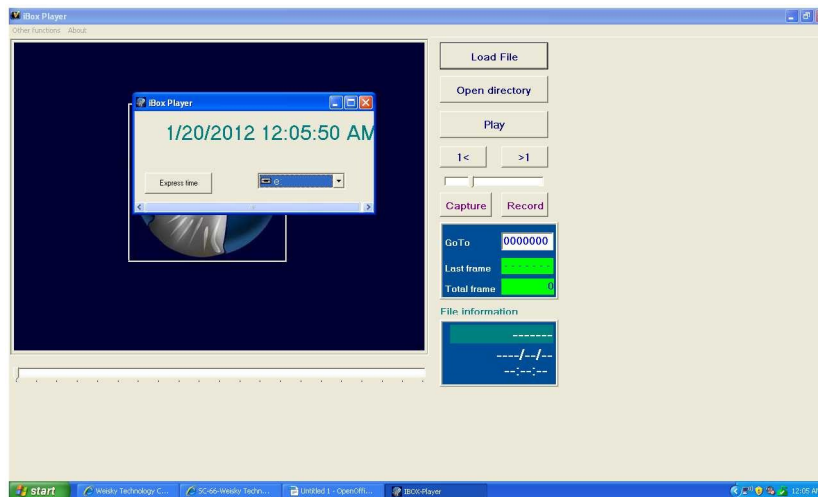 iBox Player
Other functions About
Load File
Open directory
Play
1< >1
Capture Record
GoTo 0000000
Last frame -------
Total frame 0
File information
-------
----/--/--
--:--:--
iBox Player
1/20/2012 12:05:50 AM
Express time e:
start Weisky Technology C... SC-66-Weisky Techn... Untitled 1 - OpenOffi... IBOX-Player 12:05 AM